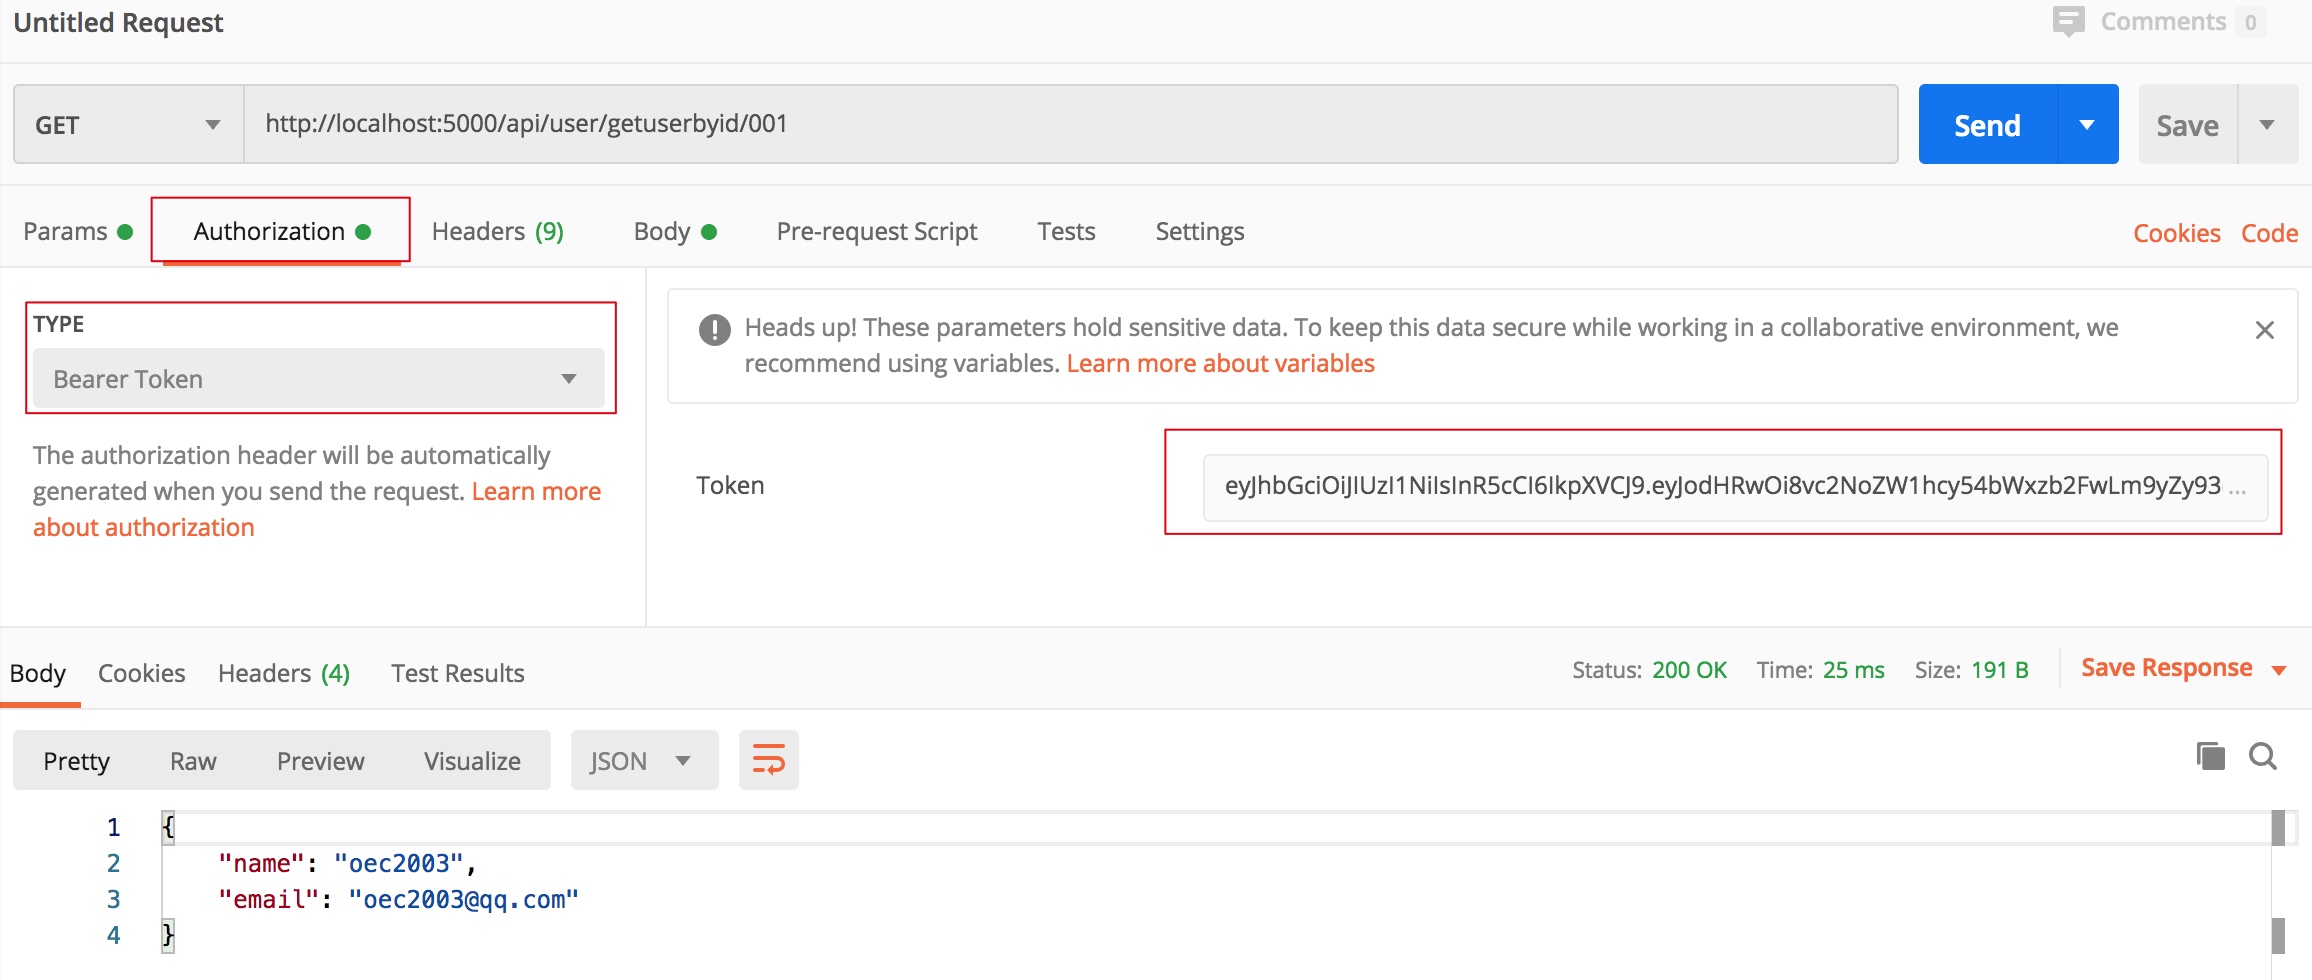 Untitled Request
Comments 0
GET http://localhost:5000/api/user/getuserbyid/001 Send Save
Params Authorization Headers (9) Body Pre-request Script Tests Settings Cookies Code
TYPE
Bearer Token
The authorization header will be automatically
generated when you send the request. Learn more
about authorization
Heads up! These parameters hold sensitive data. To keep this data secure while working in a collaborative environment, we
recommend using variables. Learn more about variables
Token eyJhbGciOiJIUzI1NiIsInR5cCI6IkpXVCJ9.eyJodHRwOi8vc2NoZW1hcy54bWxzb2FwLm9yZy93 ...
Body Cookies Headers (4) Test Results Status: 200 OK Time: 25 ms Size: 191 B Save Response
Pretty Raw Preview Visualize JSON
1 {
2 "name": "oec2003",
3 "email": "oec2003@qq.com"
4 }